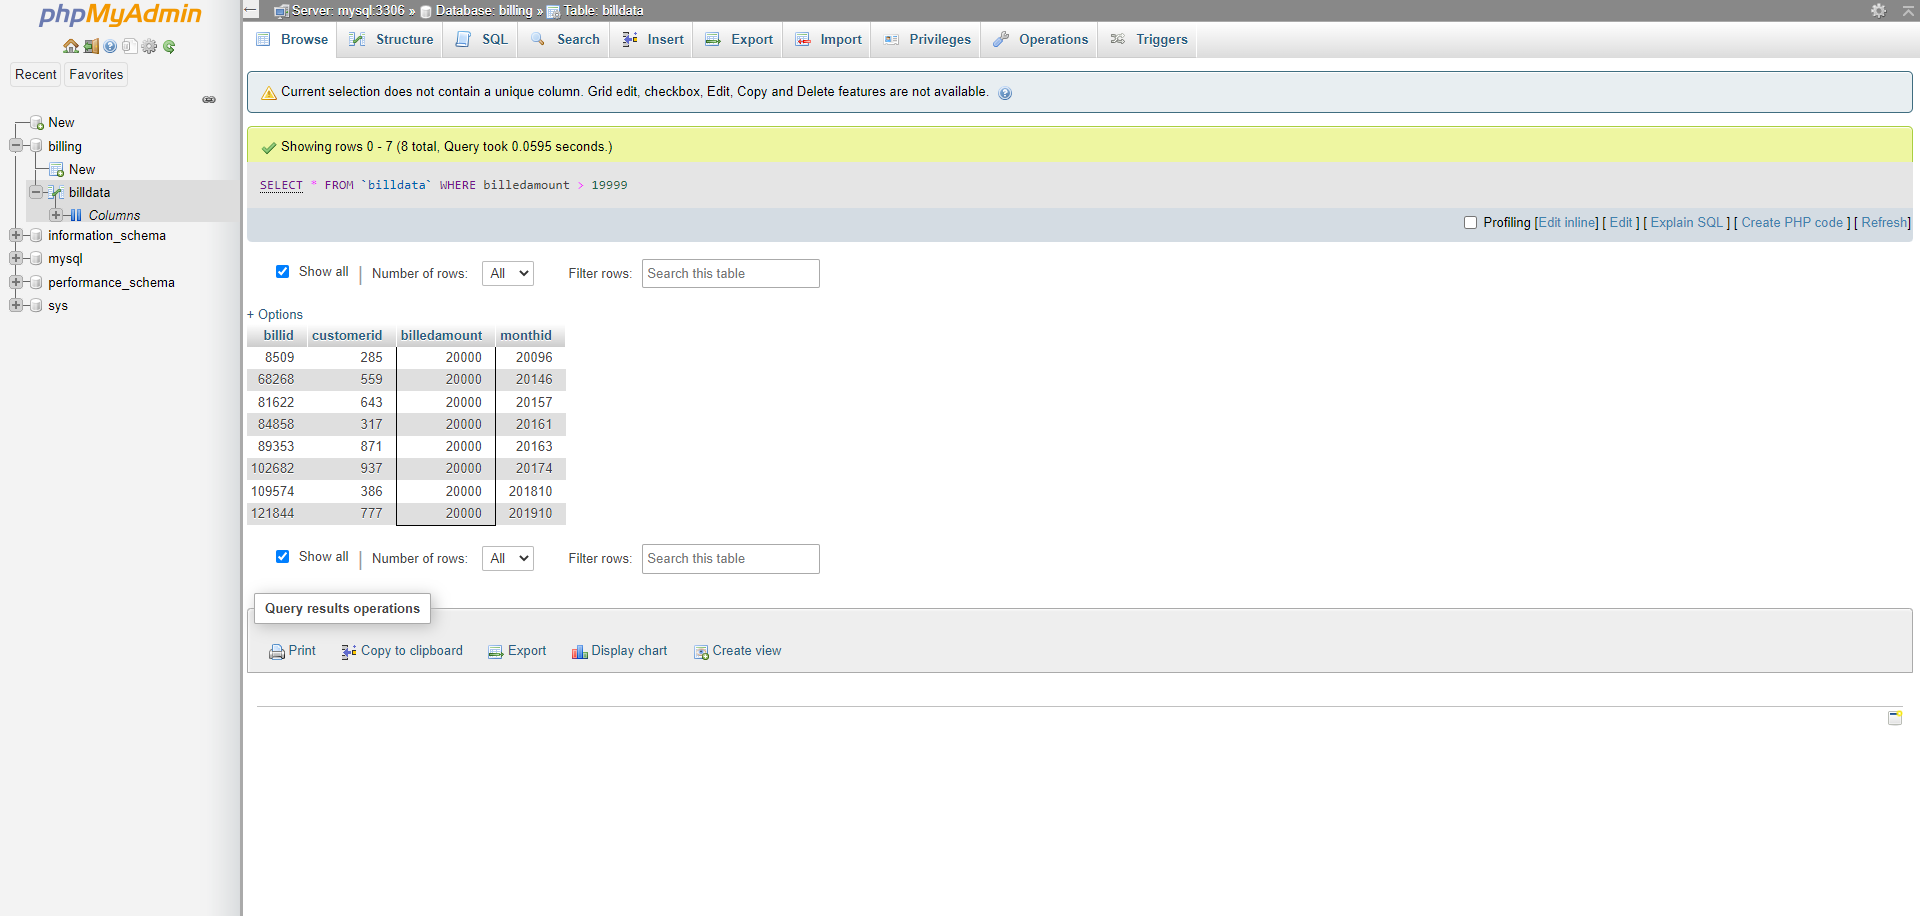 phpMyAdmin
Recent Favorites
New
billing
New
billdata
Columns
information_schema
mysql
performance_schema
sys
Server: mysql:3306 » Database: billing » Table: billdata
Browse Structure SQL Search Insert Export Import Privileges Operations Triggers
Current selection does not contain a unique column. Grid edit, checkbox, Edit, Copy and Delete features are not available.
Showing rows 0 - 7 (8 total, Query took 0.0595 seconds.)
SELECT * FROM `billdata` WHERE billedamount > 19999
Profiling [Edit inline] [ Edit ] [ Explain SQL ] [ Create PHP code ] [ Refresh]
Show all | Number of rows: All Filter rows: Search this table
+ Options
billid customerid billedamount monthid
8509 285 20000 20096
68268 559 20000 20146
81622 643 20000 20157
84858 317 20000 20161
89353 871 20000 20163
102682 937 20000 20174
109574 386 20000 201810
121844 777 20000 201910
Show all | Number of rows: All Filter rows: Search this table
Query results operations
Print Copy to clipboard Export Display chart Create view